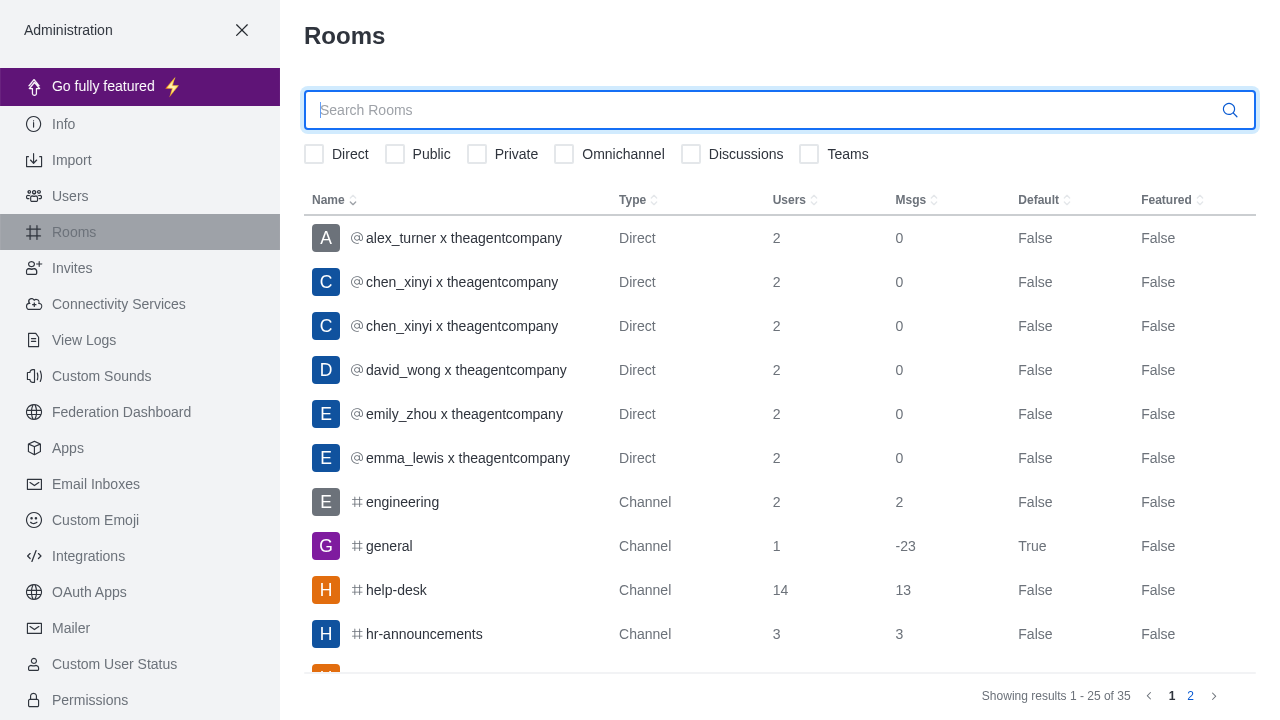 Administration
Go fully featured
Info
Import
Users
Rooms
Invites
Connectivity Services
View Logs
Custom Sounds
Federation Dashboard
Apps
Email Inboxes
Custom Emoji
Integrations
OAuth Apps
Mailer
Custom User Status
Permissions
Rooms
Search Rooms
Direct Public Private Omnichannel Discussions Teams
Name Type Users Msgs Default Featured
A @ alex_turner x theagentcompany Direct 2 0 False False
C @ chen_xinyi x theagentcompany Direct 2 0 False False
C @ chen_xinyi x theagentcompany Direct 2 0 False False
D @ david_wong x theagentcompany Direct 2 0 False False
E @ emily_zhou x theagentcompany Direct 2 0 False False
E @ emma_lewis x theagentcompany Direct 2 0 False False
E # engineering Channel 2 2 False False
G # general Channel 1 -23 True False
H # help-desk Channel 14 13 False False
H # hr-announcements Channel 3 3 False False
Showing results 1 - 25 of 35 1 2